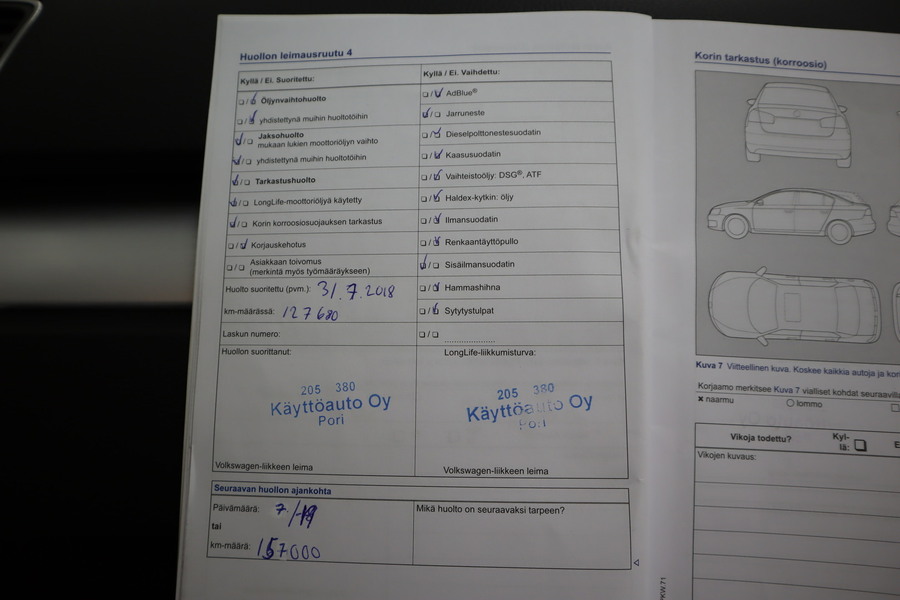 Huollon leimausruutu 4
Kyllä / Ei. Suoritettu:
Öljynvaihtohuolto
yhdistettynä muihin huoltotöihin
Jaksohuolto
mukaan lukien moottoriöljyn vaihto
yhdistettynä muihin huoltotöihin
Tarkastushuolto
LongLife-moottoriöljyä käytetty
Korin korroosiosuojauksen tarkastus
Korjauskehotus
Asiakkaan toivomus
(merkintä myös työmääräykseen)
Huolto suoritettu (pvm.): 31.7.2018
km-määrässä: 127680
Laskun numero:
Kyllä / Ei. Vaihdettu:
AdBlue®
Jarruneste
Dieselpolttonestesuodatin
Kaasusuodatin
Vaihteistoöljy: DSG®, ATF
Haldex-kytkin: öljy
Ilmansuodatin
Renkaantäyttöpullo
Sisäilmansuodatin
Hammashihna
Sytytystulpat
Huollon suorittanut:
205 380
Käyttöauto Oy
Pori
Volkswagen-liikkeen leima
LongLife-liikkumisturva:
205 380
Käyttöauto Oy
Pori
Volkswagen-liikkeen leima
Seuraavan huollon ajankohta
Päivämäärä: 7/19
tai
km-määrä: 157000
Mikä huolto on seuraavaksi tarpeen?
Korin tarkastus (korroosio)
Kuva 7 Viitteellinen kuva. Koskee kaikkia autoja ja
Korjaamo merkitsee Kuva 7 vialliset kohdat
naarmu
lommo
Vikoja todettu?
Kyl-
lä:
Vikojen kuvaus: